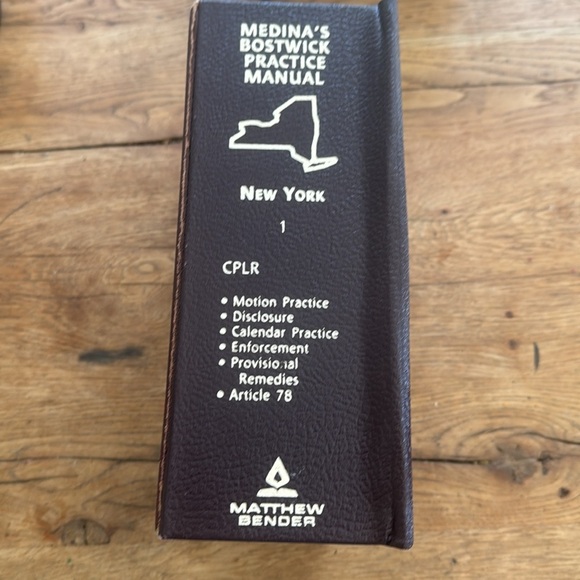 MEDINA'S
BOSTWICK
PRACTICE
MANUAL
NEW YORK
1
CPLR
• Motion Practice
• Disclosure
• Calendar Practice
• Enforcement
• Provisional
Remedies
• Article 78
MATTHEW
BENDER